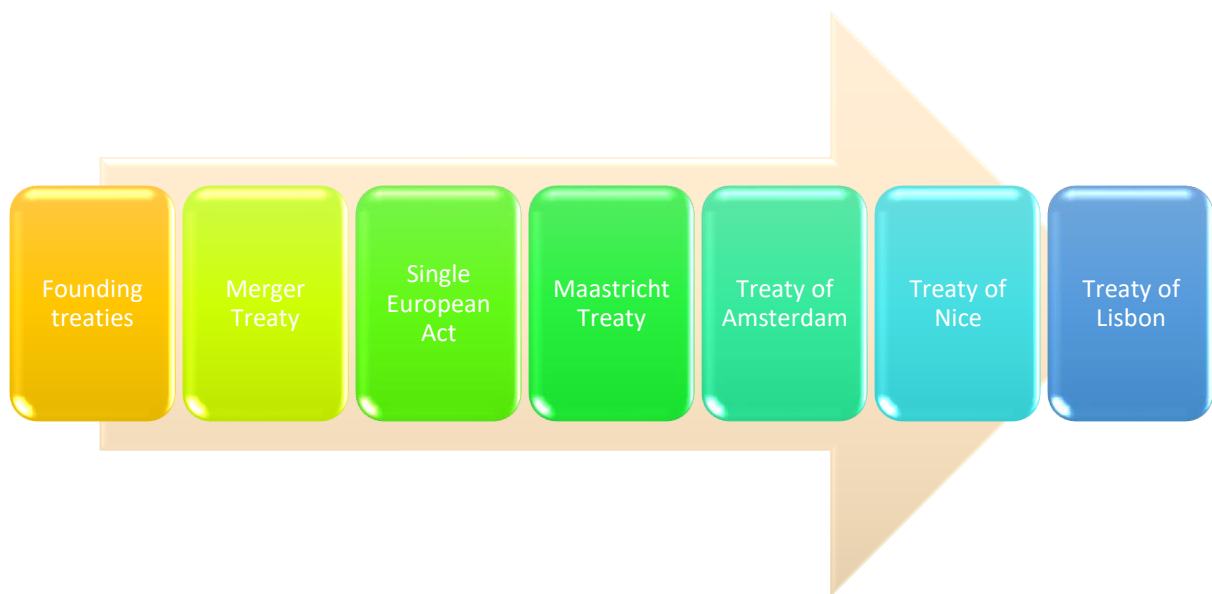 Founding
treaties
Merger
Treaty
Single
European
Act
Maastricht
Treaty
Treaty of
Amsterdam
Treaty of
Nice
Treaty of
Lisbon